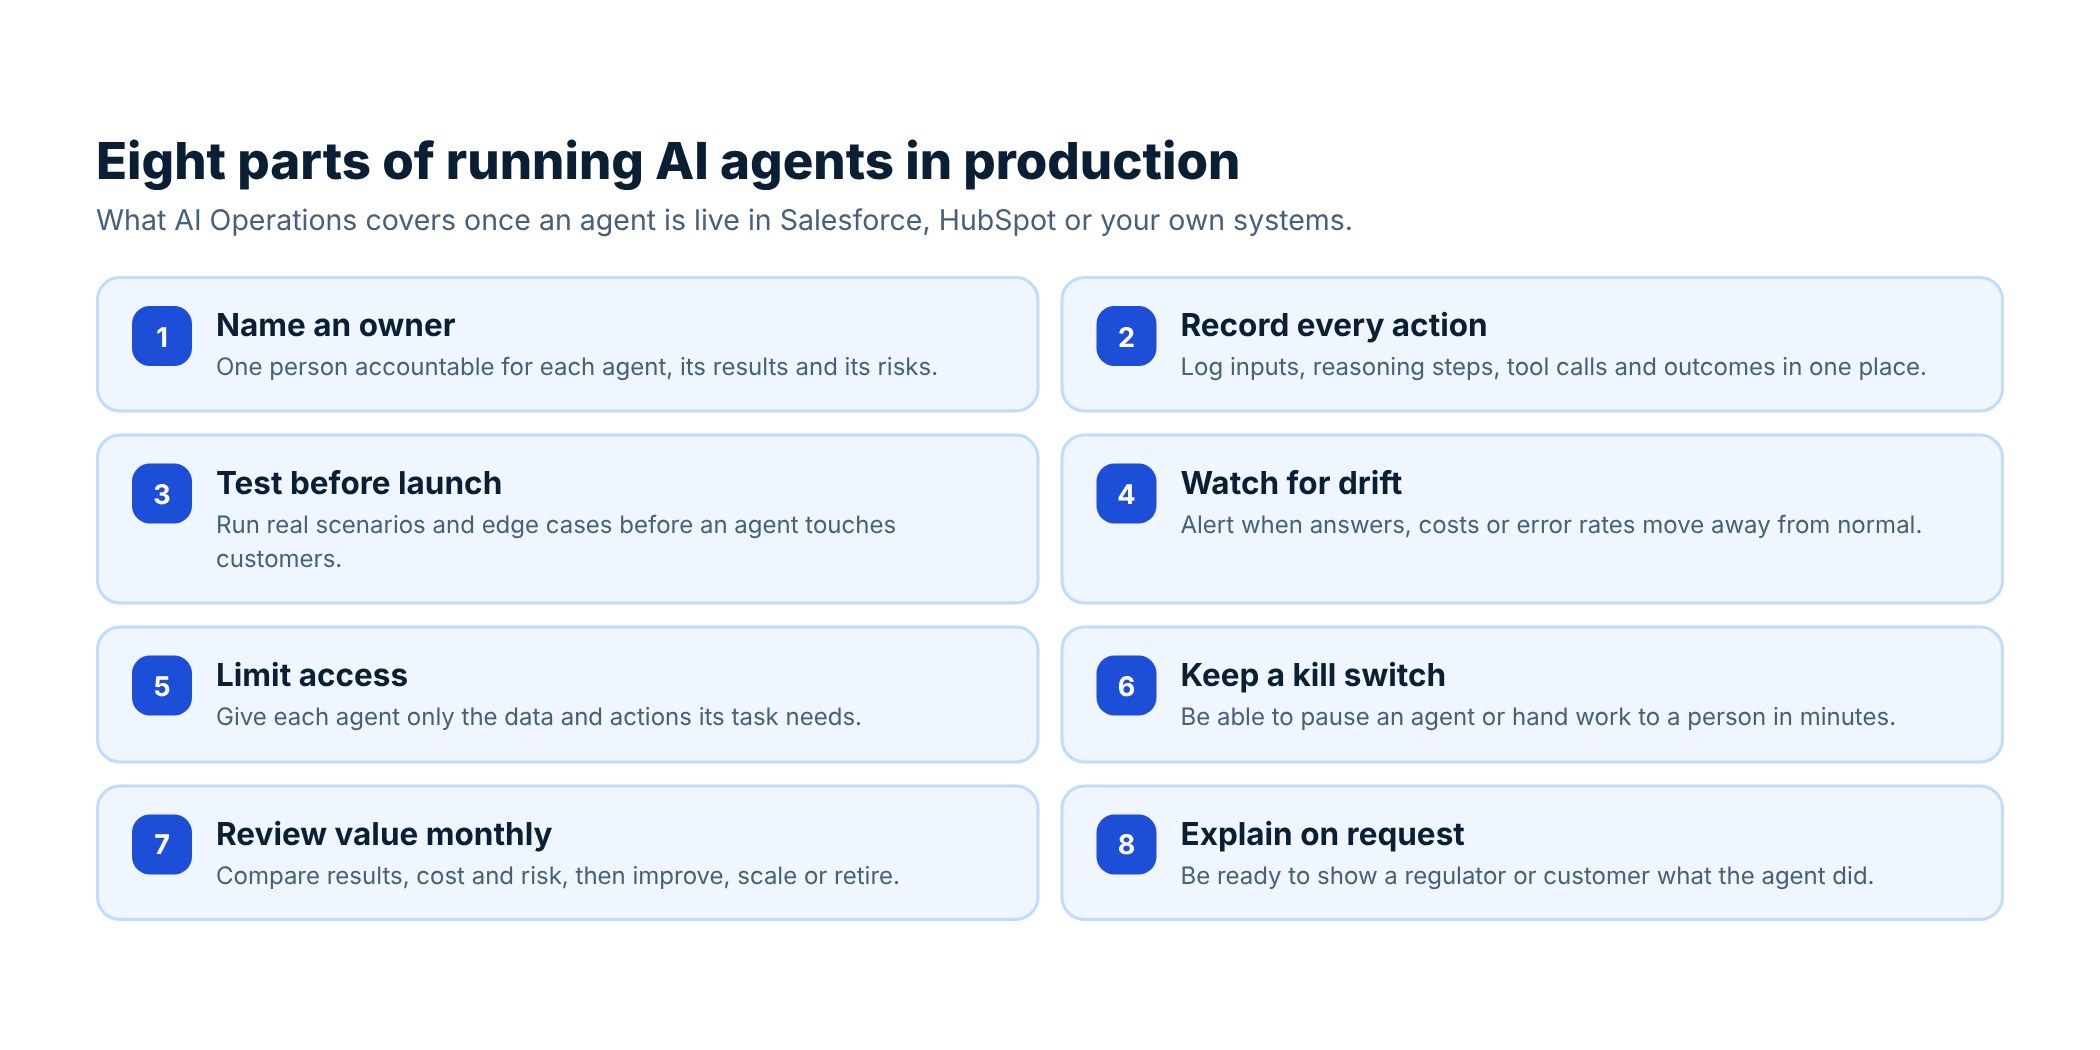 Eight parts of running AI agents in production
What AI Operations covers once an agent is live in Salesforce, HubSpot or your own systems.
1
Name an owner
One person accountable for each agent, its results and its risks.
2
Record every action
Log inputs, reasoning steps, tool calls and outcomes in one place.
3
Test before launch
Run real scenarios and edge cases before an agent touches
customers.
4
Watch for drift
Alert when answers, costs or error rates move away from normal.
5
Limit access
Give each agent only the data and actions its task needs.
6
Keep a kill switch
Be able to pause an agent or hand work to a person in minutes.
7
Review value monthly
Compare results, cost and risk, then improve, scale or retire.
8
Explain on request
Be ready to show a regulator or customer what the agent did.